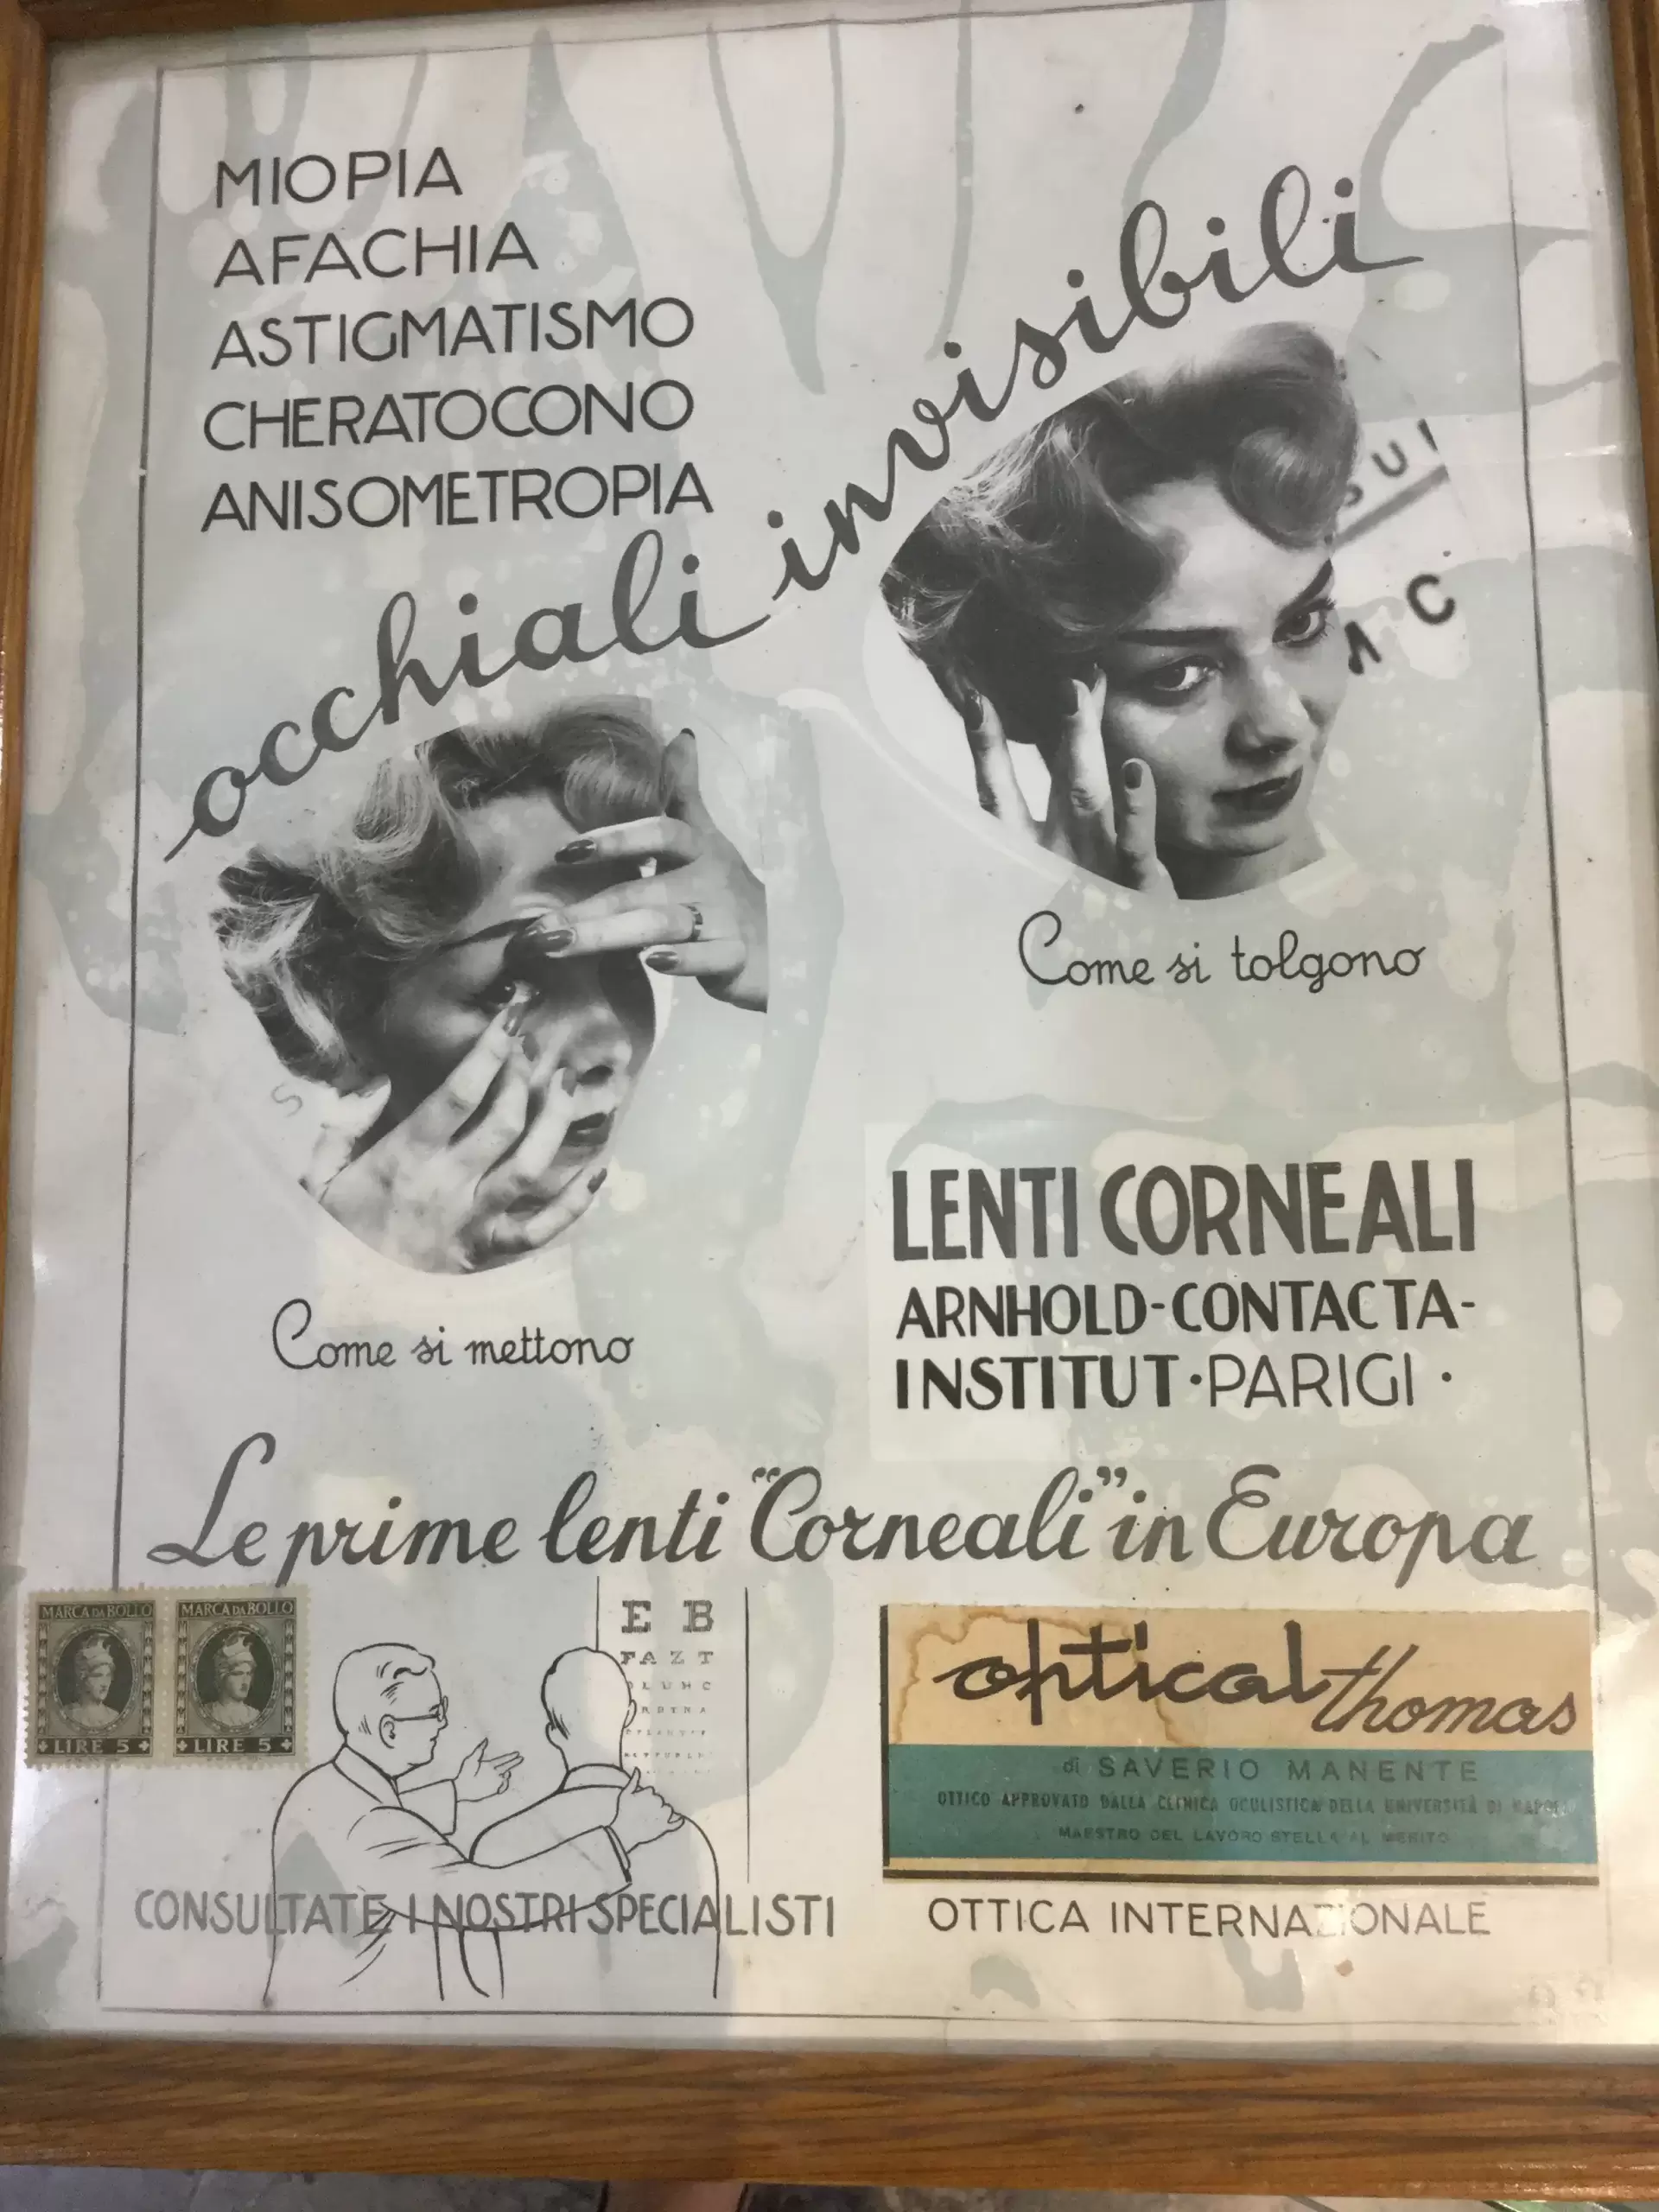 MIOPIA
AFACHIA
ASTIGMATISMO
CHERATOCONO
ANISOMETROPIA
occhiali invisibili
SUI
C
Come si tolgono
S
Come si mettono
LENTI CORNEALI
ARNHOLD-CONTACTA-
INSTITUT·PARIGI·
Le prime lenti "Corneali" in Europa
MARCA DA BOLLO
LIRE 5
MARCA DA BOLLO
LIRE 5
E B
FAZT
optical thomas
di SAVERIO MANENTE
OTTICO APPROVATO DALLA CLINICA OCULISTICA DELLA UNIVERSITÀ DI
MAESTRO DEL LAVORO STELLA AL MERITO
CONSULTATE I NOSTRI SPECIALISTI
OTTICA INTERNAZIONALE